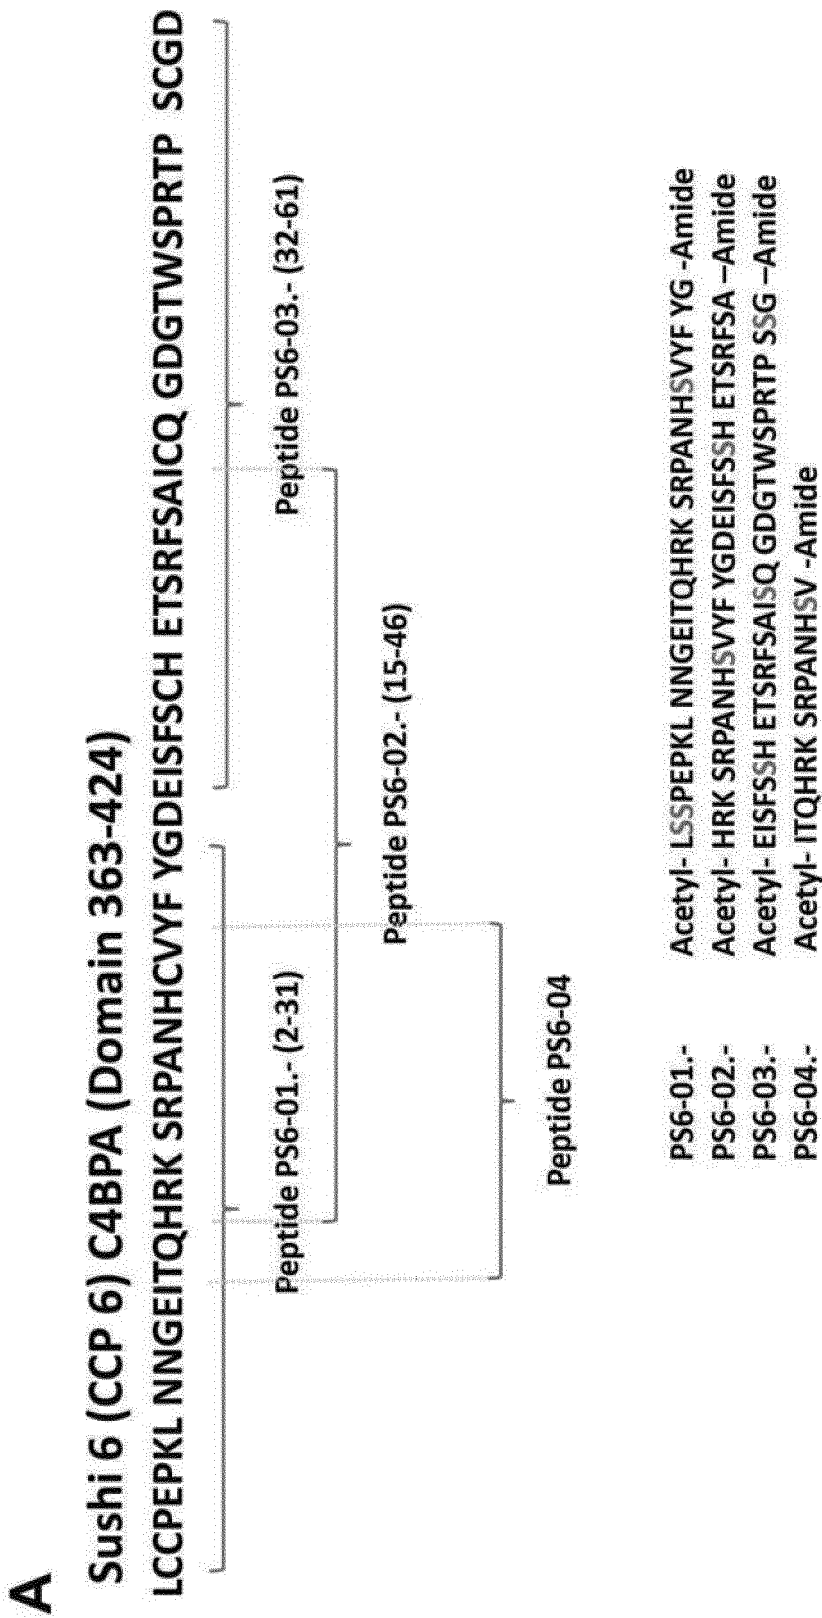 A
Sushi 6 (CCP 6) C4BPA (Domain 363-424)
LCCPEPKL NNGEITQHRK SRPANHCVYF YGDEISFSCH ETSRFSAICQ GDGTWSPRTP SCGD
Peptide PS6-01.- (2-31)
Peptide PS6-03.- (32-61)
Peptide PS6-02.- (15-46)
Peptide PS6-04
PS6-01.- Acetyl- LSSPEPKL NNGEITQHRK SRPANHSVYF YG -Amide
PS6-02.- Acetyl- HRK SRPANHSVYF YGDEISFSSH ETSRFSA –Amide
PS6-03.- Acetyl- EISFSSH ETSRFSAISQ GDGTWSPRTP SSG –Amide
PS6-04.- Acetyl- ITQHRK SRPANHSV -Amide